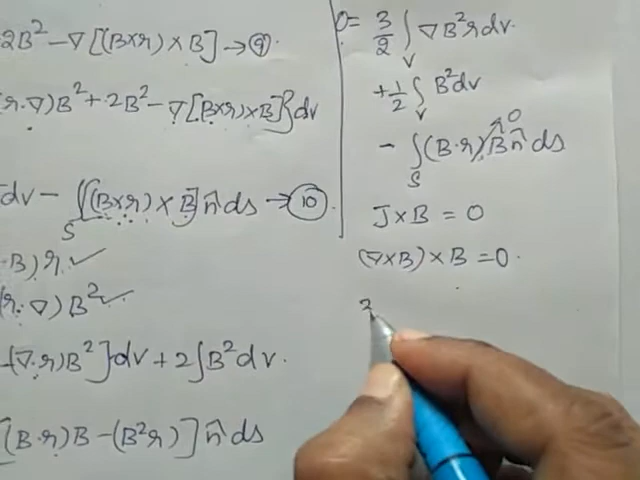 2B² − ∇[(B×r) × B] → ⑨
(r.∇)B² + 2B² − ∇[(B×r)×B]}dv
dv − ∫[(B×r) × B] n̂ ds → ⑩
S
B)r ✓
(r.∇)B² ✓
−(∇.r)B²]dv + 2∫B²dv.
[(B.r)B − (B²r)] n̂ ds
0 = 3/2 ∫ ∇B²r dv.
V
+ 1/2 ∫ B²dv
V
− ∫(B.r)B n̂ ds 0
S
J × B = 0
(∇×B) × B = 0.